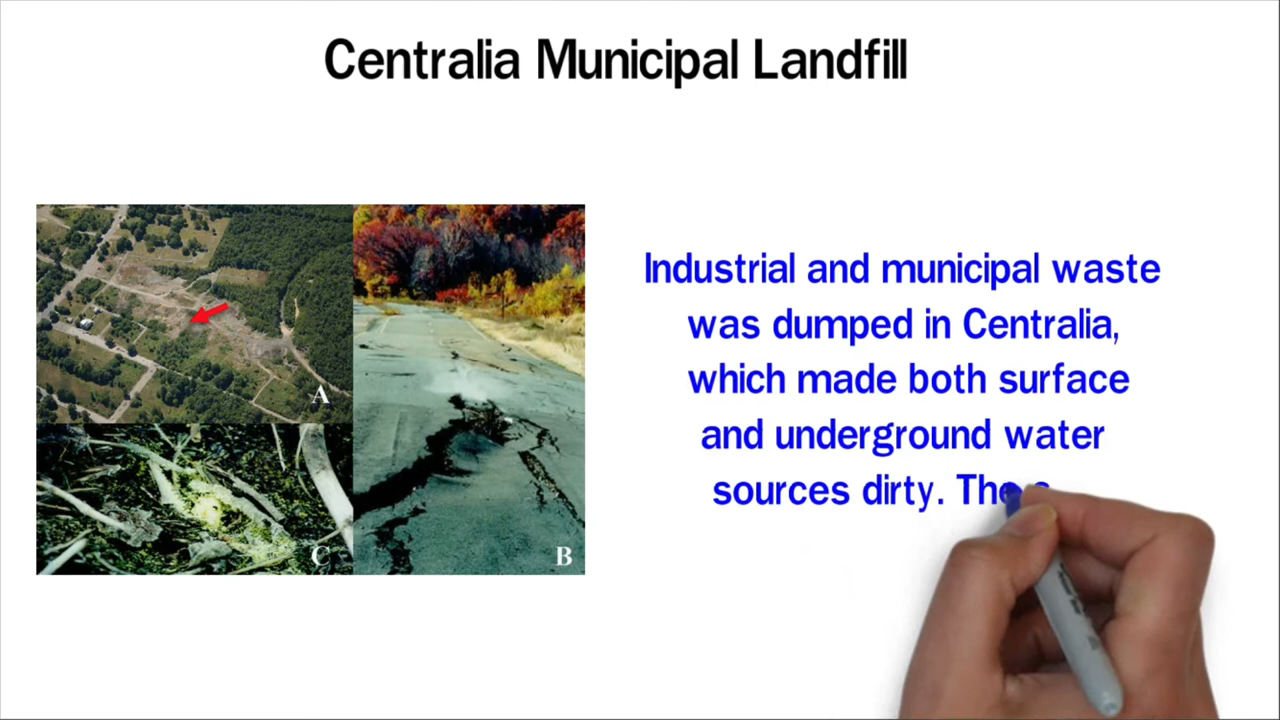 Centralia Municipal Landfill
Industrial and municipal waste
was dumped in Centralia,
which made both surface
and underground water
sources dirty. The
A
C
B